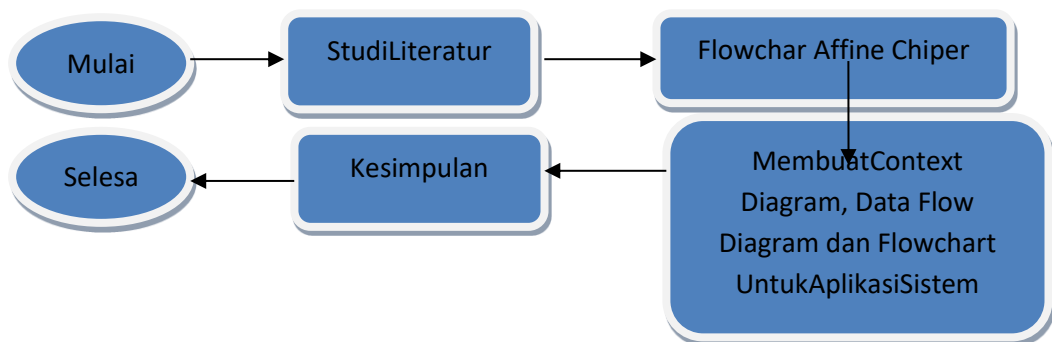 Mulai
StudiLiteratur
Flowchar Affine Chiper
MembuatContext
Diagram, Data Flow
Diagram dan Flowchart
UntukAplikasiSistem
Kesimpulan
Selesa